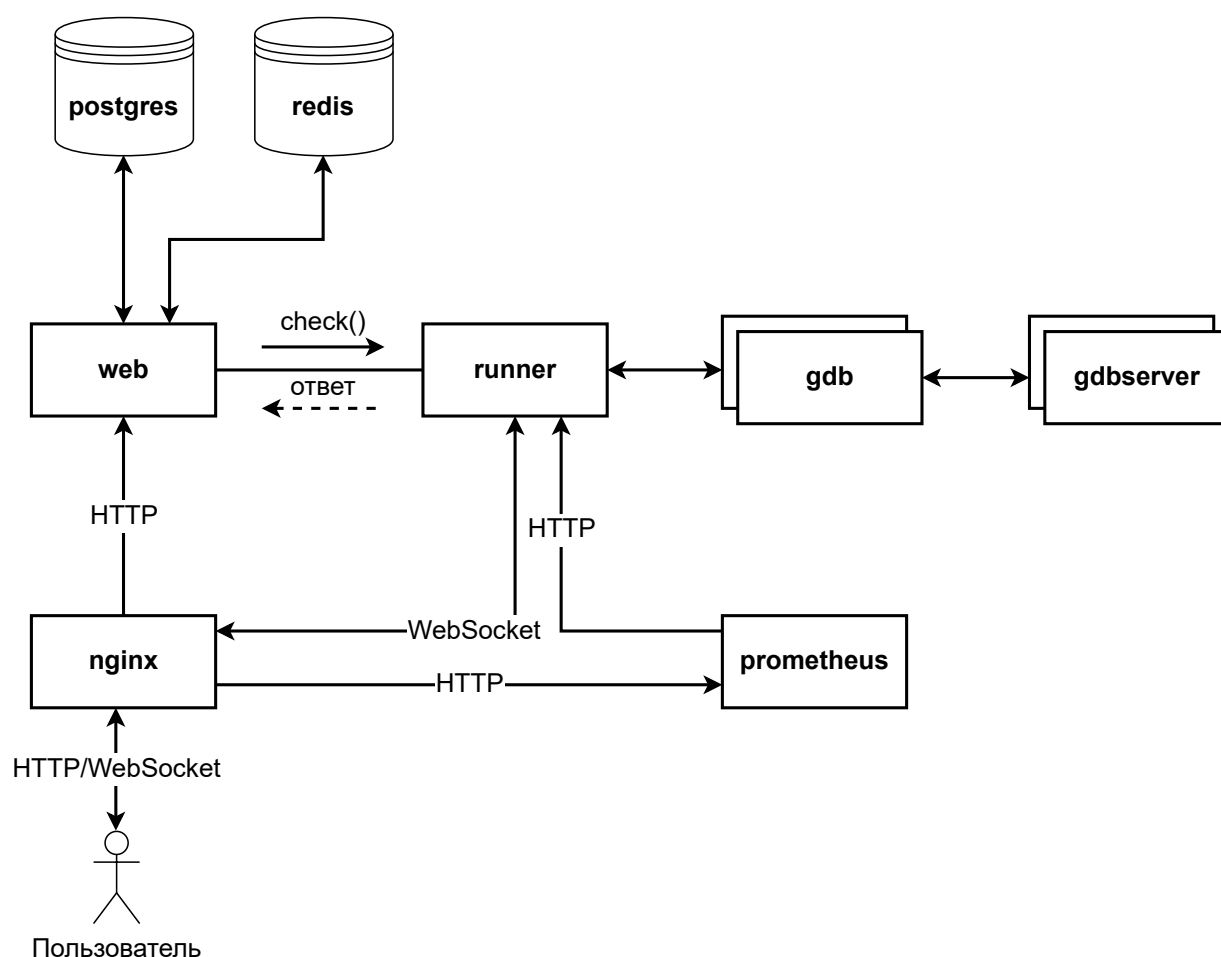 postgres
redis
check()
web
ответ
runner
gdb
gdbserver
HTTP
HTTP
WebSocket
nginx
prometheus
HTTP
HTTP/WebSocket
Пользователь